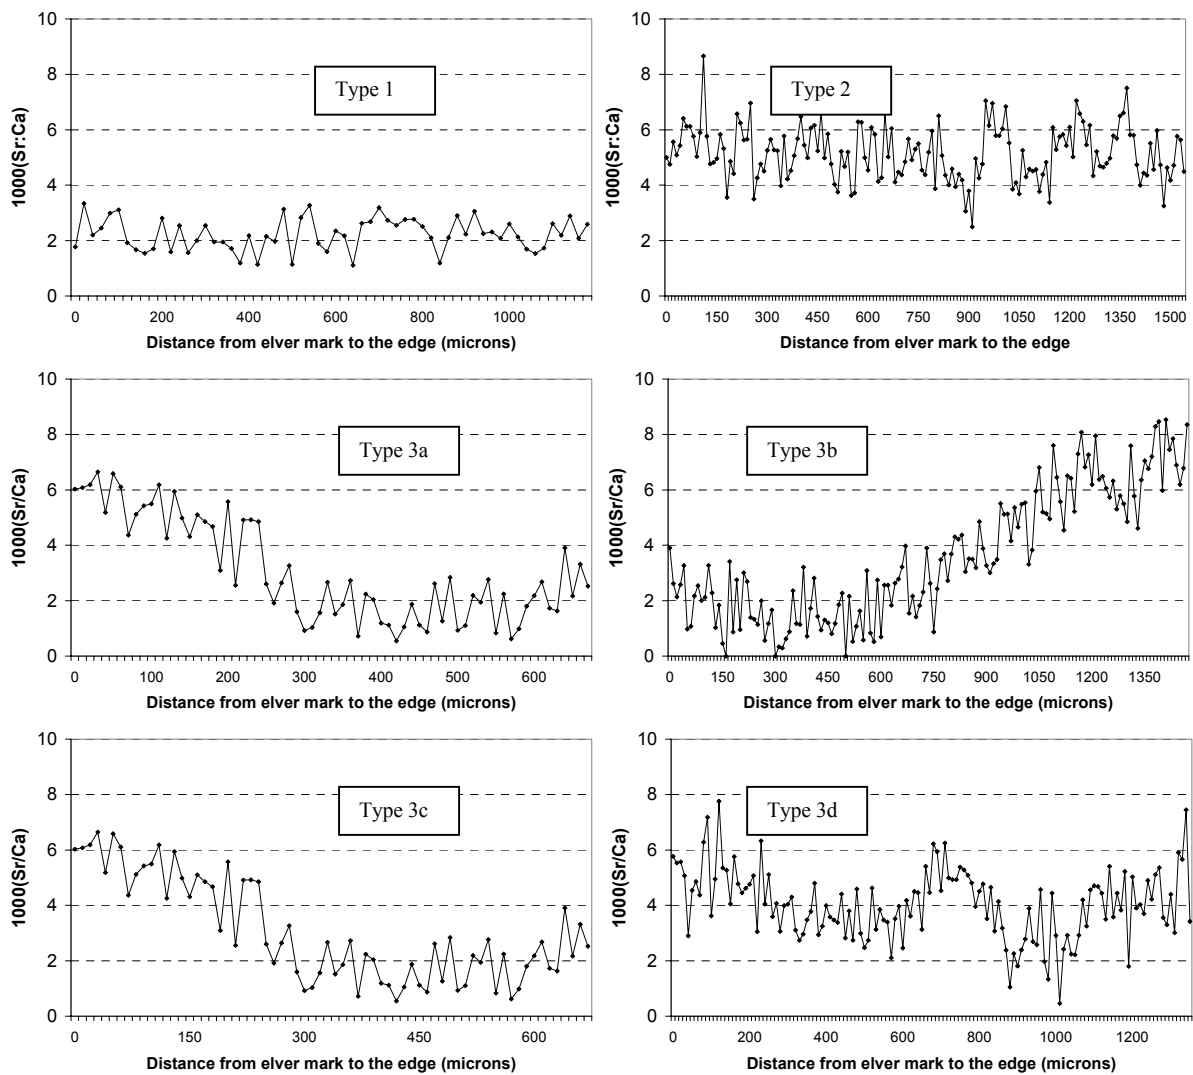 10
8
6
4
2
0
1000(Sr:Ca)
Type 1
0 200 400 600 800 1000
Distance from elver mark to the edge (microns)
10
8
6
4
2
0
1000(Sr:Ca)
Type 2
0 150 300 450 600 750 900 1050 1200 1350 1500
Distance from elver mark to the edge
10
8
6
4
2
0
1000(Sr/Ca)
Type 3a
0 100 200 300 400 500 600
Distance from elver mark to the edge (microns)
10
8
6
4
2
0
1000(Sr/Ca)
Type 3b
0 150 300 450 600 750 900 1050 1200 1350
Distance from elver mark to the edge (microns)
10
8
6
4
2
0
1000(Sr/Ca)
Type 3c
0 150 300 450 600
Distance from elver mark to the edge (microns)
10
8
6
4
2
0
1000(Sr/Ca)
Type 3d
0 200 400 600 800 1000 1200
Distance from elver mark to the edge (microns)